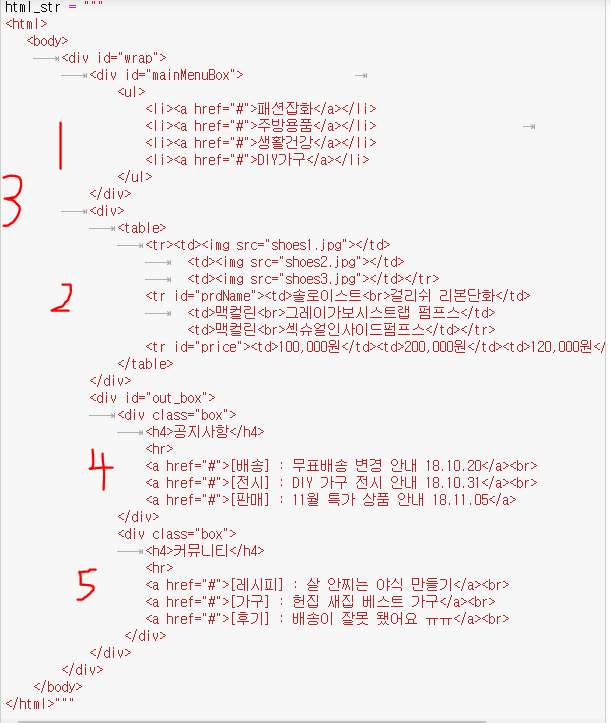 html_str = """
<html>
<body>
<div id="wrap">
<div id="mainMenuBox">
<ul>
<li><a href="#">패션잡화</a></li>
<li><a href="#">주방용품</a></li>
1
<li><a href="#">생활건강</a></li>
<li><a href="#">DIY가구</a></li>
</ul>
3
</div>
<div>
<table>
<tr><td><img src="shoes1.jpg"></td>
<td><img src="shoes2.jpg"></td>
<td><img src="shoes3.jpg"></td></tr>
2
<tr id="prdName"><td>솔로이스트<br>걸리쉬 리본단화</td>
<td>맥컬린<br>그레이가보시스트랩 펌프스</td>
<td>맥컬린<br>섹슈얼인사이드펌프스</td></tr>
<tr id="price"><td>100,000원</td><td>200,000원</td><td>120,000원</
</table>
</div>
<div id="out_box">
<div class="box">
<h4>공지사항</h4>
<hr>
4
<a href="#">[배송] : 무표배송 변경 안내 18.10.20</a><br>
<a href="#">[전시] : DIY 가구 전시 안내 18.10.31</a><br>
<a href="#">[판매] : 11월 특가 상품 안내 18.11.05</a>
</div>
<div class="box">
<h4>커뮤니티</h4>
<hr>
5
<a href="#">[레시피] : 살 안찌는 야식 만들기</a><br>
<a href="#">[가구] : 헌집 새집 베스트 가구</a><br>
<a href="#">[후기] : 배송이 잘못 됐어요 ㅠㅠ</a><br>
</div>
</div>
</div>
</body>
</html>"""